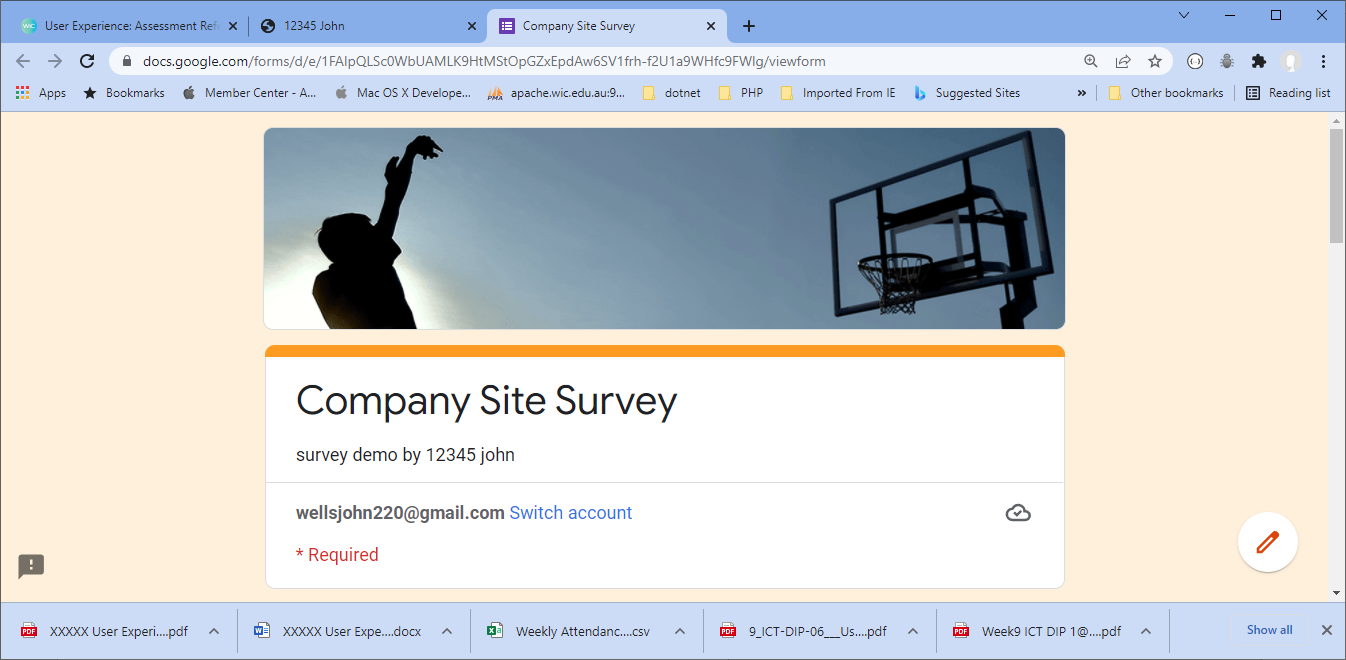 User Experience: Assessment Refe
12345 John
Company Site Survey
docs.google.com/forms/d/e/1FAIpQLSc0WbUAMLK9HtMStOpGZxEpdAw6SV1frh-f2U1a9WHfc9FWIg/viewform
Apps Bookmarks Member Center - A... Mac OS X Develope... apache.wic.edu.au:9... dotnet PHP Imported From IE Suggested Sites » Other bookmarks Reading list
Company Site Survey
survey demo by 12345 john
wellsjohn220@gmail.com Switch account
* Required
XXXXX User Experi....pdf XXXXX User Expe....docx Weekly Attendanc....csv 9_ICT-DIP-06___Us....pdf Week9 ICT DIP 1@....pdf Show all